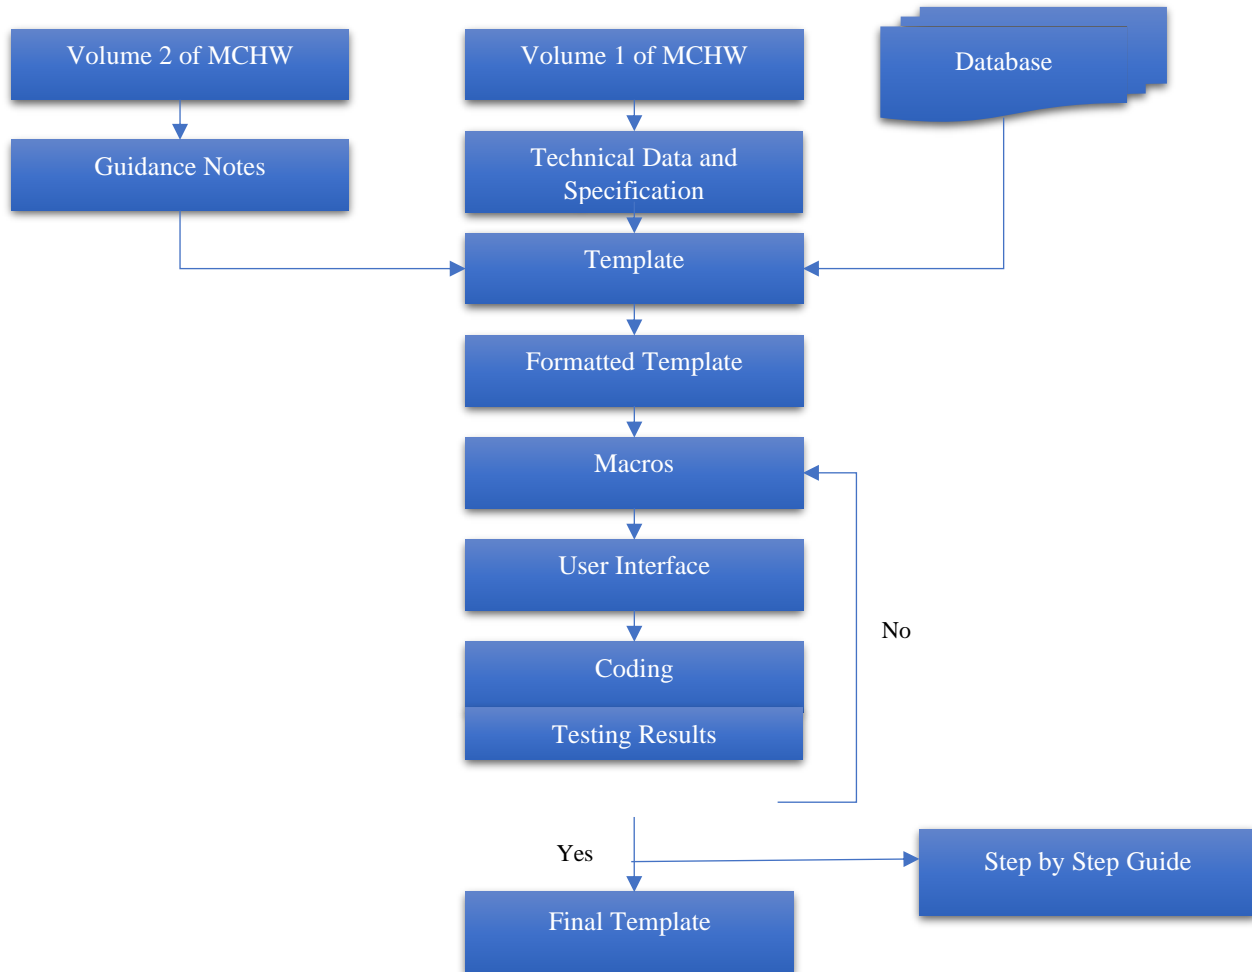 Volume 2 of MCHW
Volume 1 of MCHW
Database
Guidance Notes
Technical Data and
Specification
Template
Formatted Template
Macros
User Interface
No
Coding
Testing Results
Yes
Step by Step Guide
Final Template